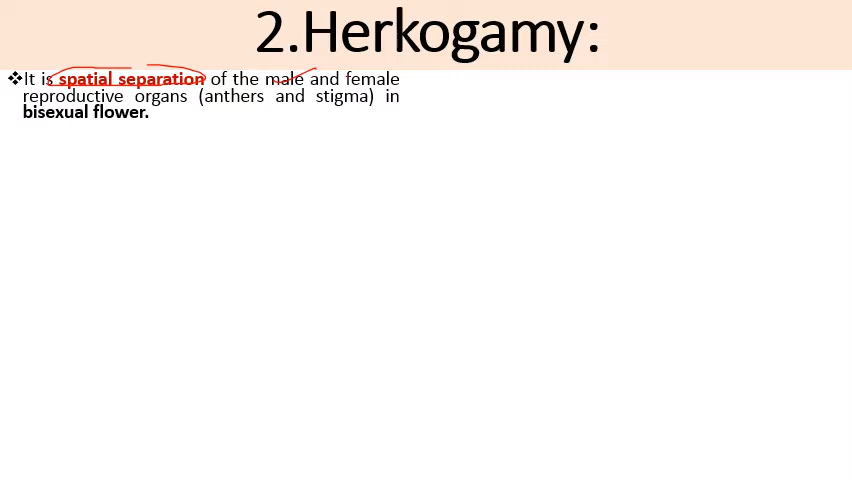 2.Herkogamy:
❖It is spatial separation of the male and female
reproductive organs (anthers and stigma) in
bisexual flower.